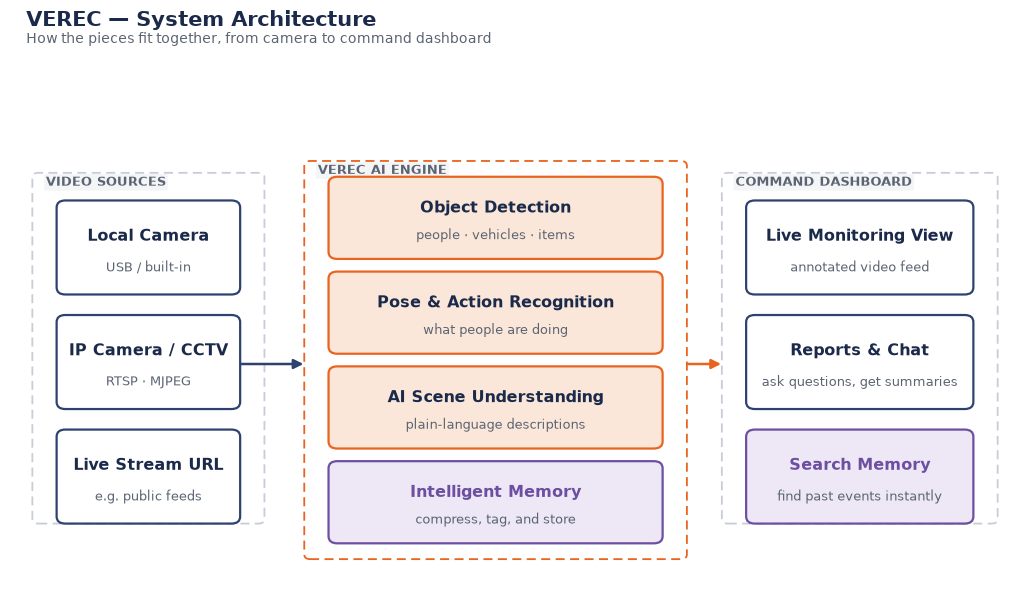 VEREC — System Architecture
How the pieces fit together, from camera to command dashboard
VIDEO SOURCES
Local Camera
USB / built-in
IP Camera / CCTV
RTSP · MJPEG
Live Stream URL
e.g. public feeds
VEREC AI ENGINE
Object Detection
people · vehicles · items
Pose & Action Recognition
what people are doing
AI Scene Understanding
plain-language descriptions
Intelligent Memory
compress, tag, and store
COMMAND DASHBOARD
Live Monitoring View
annotated video feed
Reports & Chat
ask questions, get summaries
Search Memory
find past events instantly